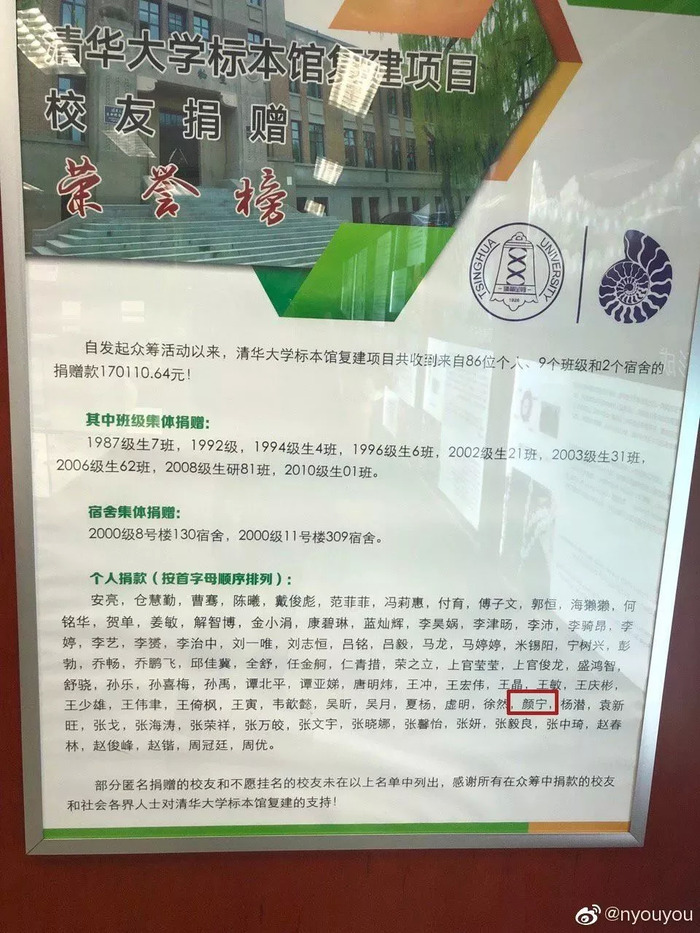 清华大学标本馆复建项目
校友捐赠
荣誉榜
TSINGHUA UNIVERSITY
自发起众筹活动以来，清华大学标本馆复建项目共收到来自86位个人、9个班级和2个宿舍的
捐赠款170110.64元！
其中班级集体捐赠：
1987级生7班，1992级，1994级生4班，1996级生6班，2002级生21班，2003级生31班，
2006级生62班，2008级生研81班，2010级生01班。
宿舍集体捐赠：
2000级8号楼130宿舍，2000级11号楼309宿舍。
个人捐款（按首字母顺序排列）：
安亮，仓慧勤，曹骞，陈曦，戴俊彪，范菲菲，冯莉惠，付育，傅子文，郭恒，海獭獭，何
铭华，贺单，姜敏，解智博，金小涓，康碧琳，蓝灿辉，李昊娲，李津旸，李沛，李骑昂，李
婷，李艺，李赟，李治中，刘一唯，刘志恒，吕铭，吕毅，马龙，马婷婷，米锡阳，宁树兴，彭
勃，乔畅，乔鹏飞，邱佳冀，全舒，任金舸，仁青措，荣之立，上官莹莹，上官俊龙，盛鸿智，
舒骁，孙乐，孙喜梅，孙禹，谭北平，谭亚娣，唐明炜，王冲，王宏伟，王晶，王敏，王庆彬，
王少雄，王伟聿，王倚枫，王寅，韦歆懿，吴昕，吴月，夏杨，虚明，徐然，颜宁，杨潜，袁新
旺，张戈，张海涛，张荣祥，张万皎，张文宇，张晓娜，张馨怡，张妍，张毅良，张中琦，赵春
林，赵俊峰，赵锴，周冠廷，周优。
部分匿名捐赠的校友和不愿挂名的校友未在以上名单中列出，感谢所有在众筹中捐款的校友
和社会各界人士对清华大学标本馆复建的支持！
@nyouyou